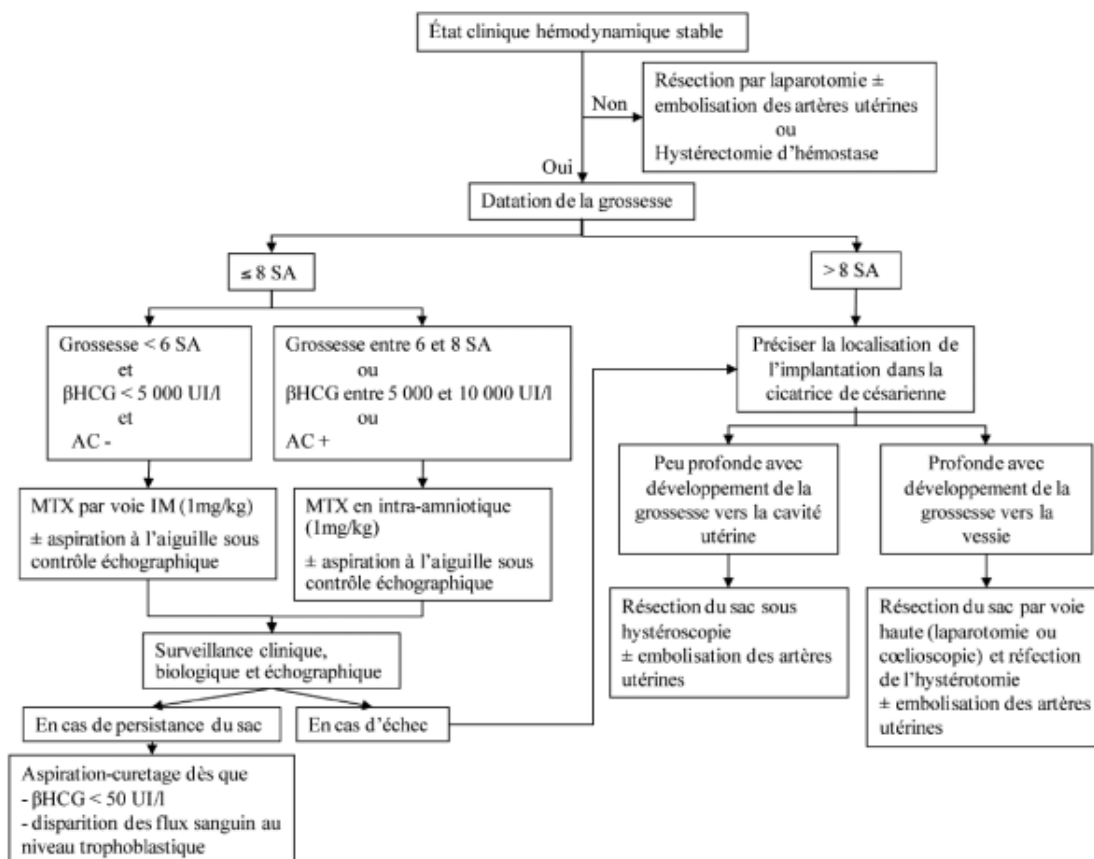 État clinique hémodynamique stable
Non
Résection par laparotomie ±
embolisation des artères utérines
ou
Hystérectomie d'hémostase
Oui
Datation de la grossesse
≤ 8 SA
> 8 SA
Grossesse < 6 SA
et
βHCG < 5 000 UI/l
et
AC -
Grossesse entre 6 et 8 SA
ou
βHCG entre 5 000 et 10 000 UI/l
ou
AC +
Préciser la localisation de
l'implantation dans la
cicatrice de césarienne
MTX par voie IM (1mg/kg)
± aspiration à l'aiguille sous
contrôle échographique
MTX en intra-amniotique
(1mg/kg)
± aspiration à l'aiguille sous
contrôle échographique
Peu profonde avec
développement de la
grossesse vers la cavité
utérine
Profonde avec
développement de la
grossesse vers la
vessie
Résection du sac sous
hystéroscopie
± embolisation des artères
utérines
Résection du sac par voie
haute (laparotomie ou
cœlioscopie) et réfection
de l'hystérotomie
± embolisation des artères
utérines
Surveillance clinique,
biologique et échographique
En cas de persistance du sac
En cas d'échec
Aspiration-curetage dès que
- βHCG < 50 UI/l
- disparition des flux sanguin au
niveau trophoblastique